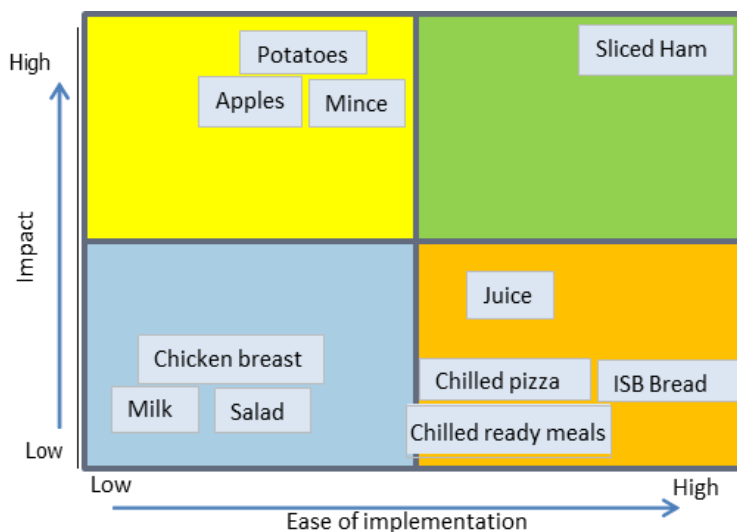 High
Potatoes
Sliced Ham
Apples
Mince
Impact
Juice
Chicken breast
Chilled pizza
ISB Bread
Milk
Salad
Chilled ready meals
Low
Low
High
Ease of implementation